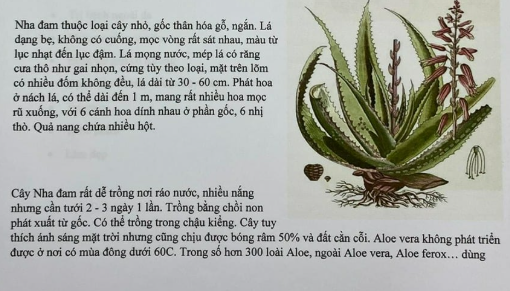 Nha đam thuộc loại cây nhỏ, gốc thân hóa gỗ, ngắn. Lá
dạng bẹ, không có cuống, mọc vòng rất sát nhau, màu từ
lục nhạt đến lục đậm. Lá mọng nước, mép lá có răng
cưa thô như gai nhọn, cứng tùy theo loại, mặt trên lõm
có nhiều đốm không đều, lá dài từ 30 - 60 cm. Phát hoa
ở nách lá, có thể dài đến 1 m, mang rất nhiều hoa mọc
rũ xuống, với 6 cánh hoa dính nhau ở phần gốc, 6 nhị
thò. Quả nang chứa nhiều hột.
Cây Nha đam rất dễ trồng nơi ráo nước, nhiều nắng
nhưng cần tưới 2 - 3 ngày 1 lần. Trồng bằng chồi non
phát xuất từ gốc. Có thể trồng trong chậu kiểng. Cây tuy
thích ánh sáng mặt trời nhưng cũng chịu được bóng râm 50% và đất cằn cỗi. Aloe vera không phát triển
được ở nơi có mùa đông dưới 60C. Trong số hơn 300 loài Aloe, ngoài Aloe vera, Aloe ferox… dùng